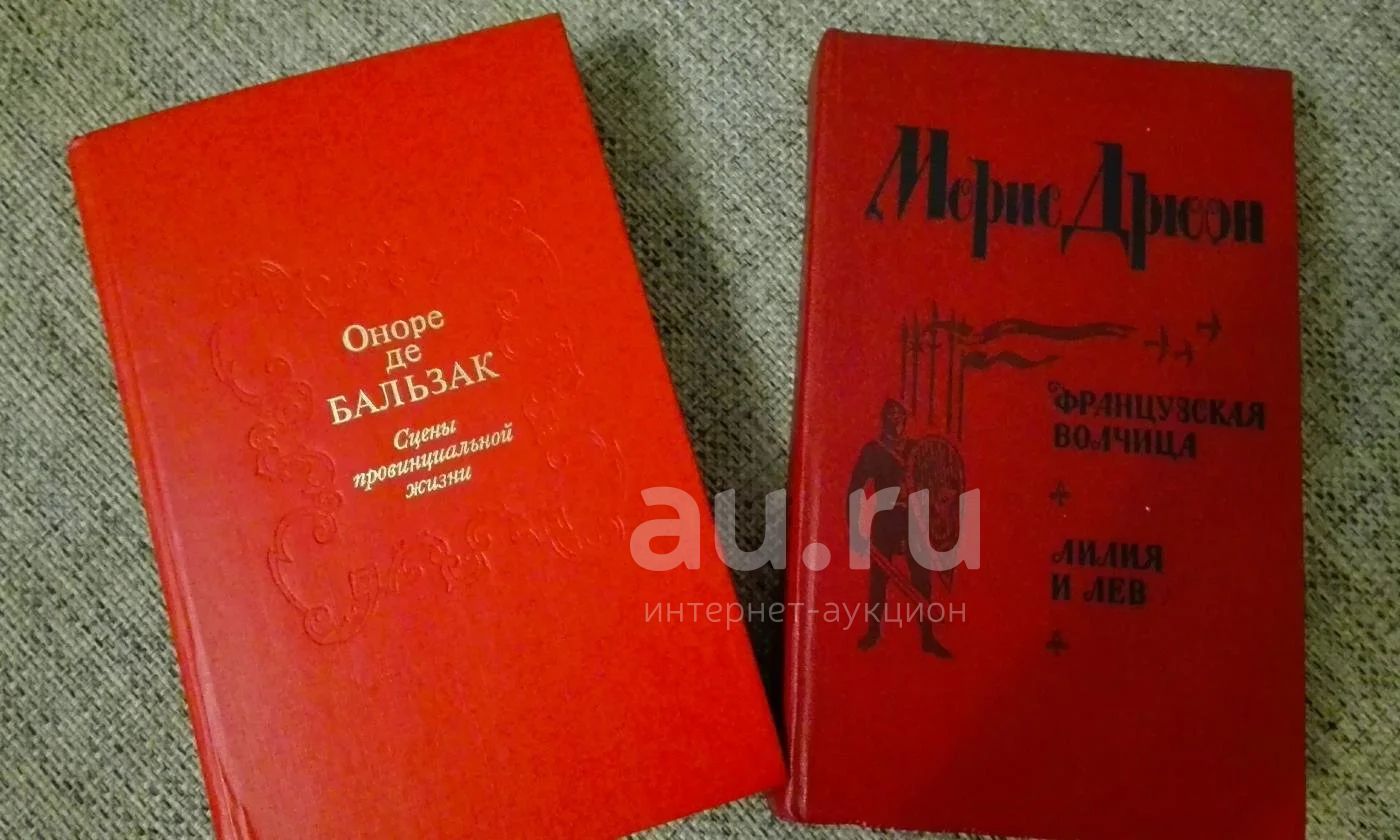 Оноре
де
БАЛЬЗАК
Сцены
провинциальной
жизни
Морис Дрюон
ФРАНЦУЗСКАЯ
ВОЛЧИЦА
ЛИЛИЯ
И ЛЕВ
au.ru
интернет-аукцион